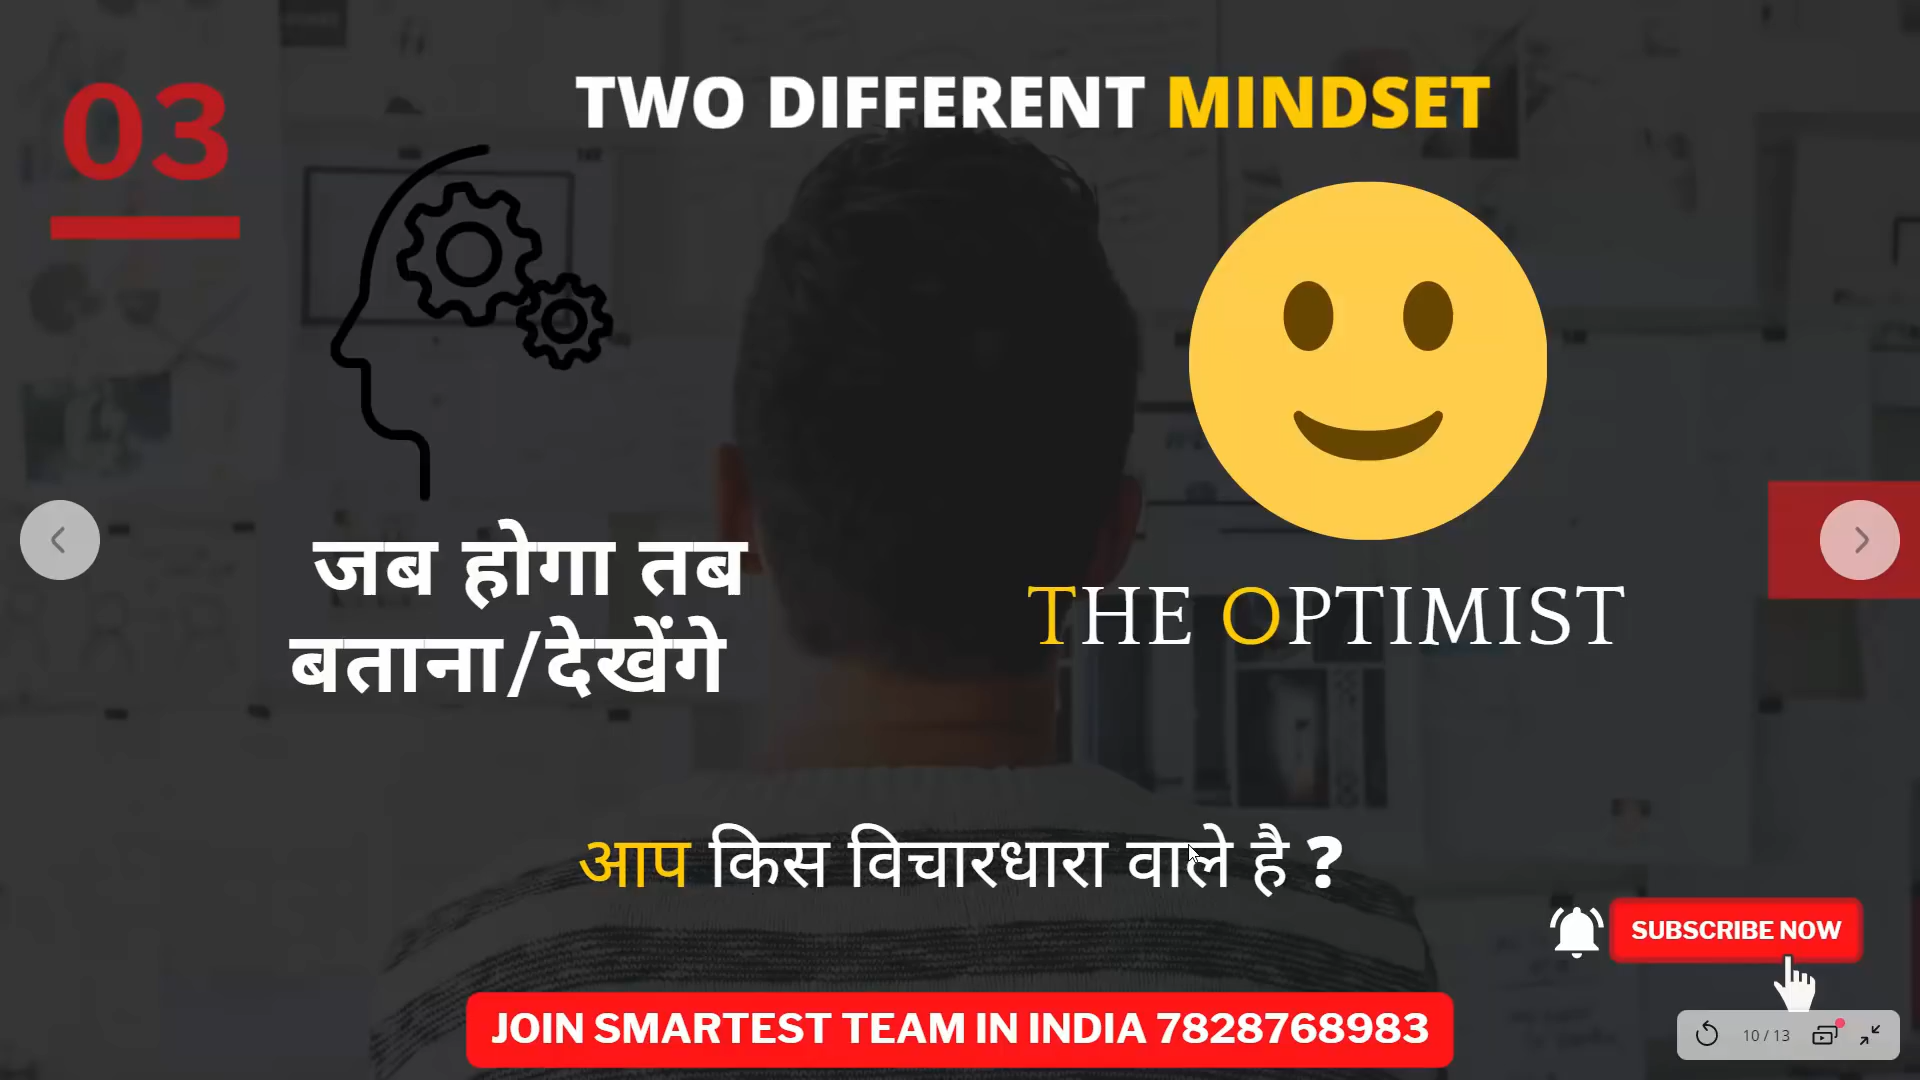 03
TWO DIFFERENT MINDSET
जब होगा तब
बताना/देखेंगे
THE OPTIMIST
आप किस विचारधारा वाले है ?
SUBSCRIBE NOW
JOIN SMARTEST TEAM IN INDIA 7828768983
10 / 13